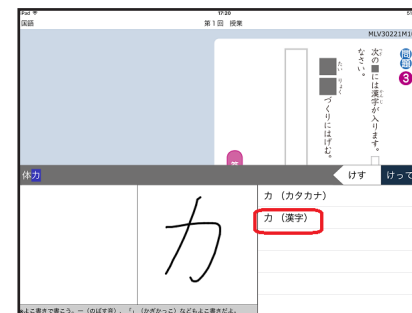 iPad 17:20
国語 第1回 授業
MLV30221M1
問題3
次の■には漢字が入ります。
なさい。
■■づくりにはげむ。
たい りょく
体力
けす けって
カ (カタカナ)
力 (漢字)
力
よこ書きで書こう。ー（のばす音）、「」（かぎかっこ）などもよこ書きだよ。